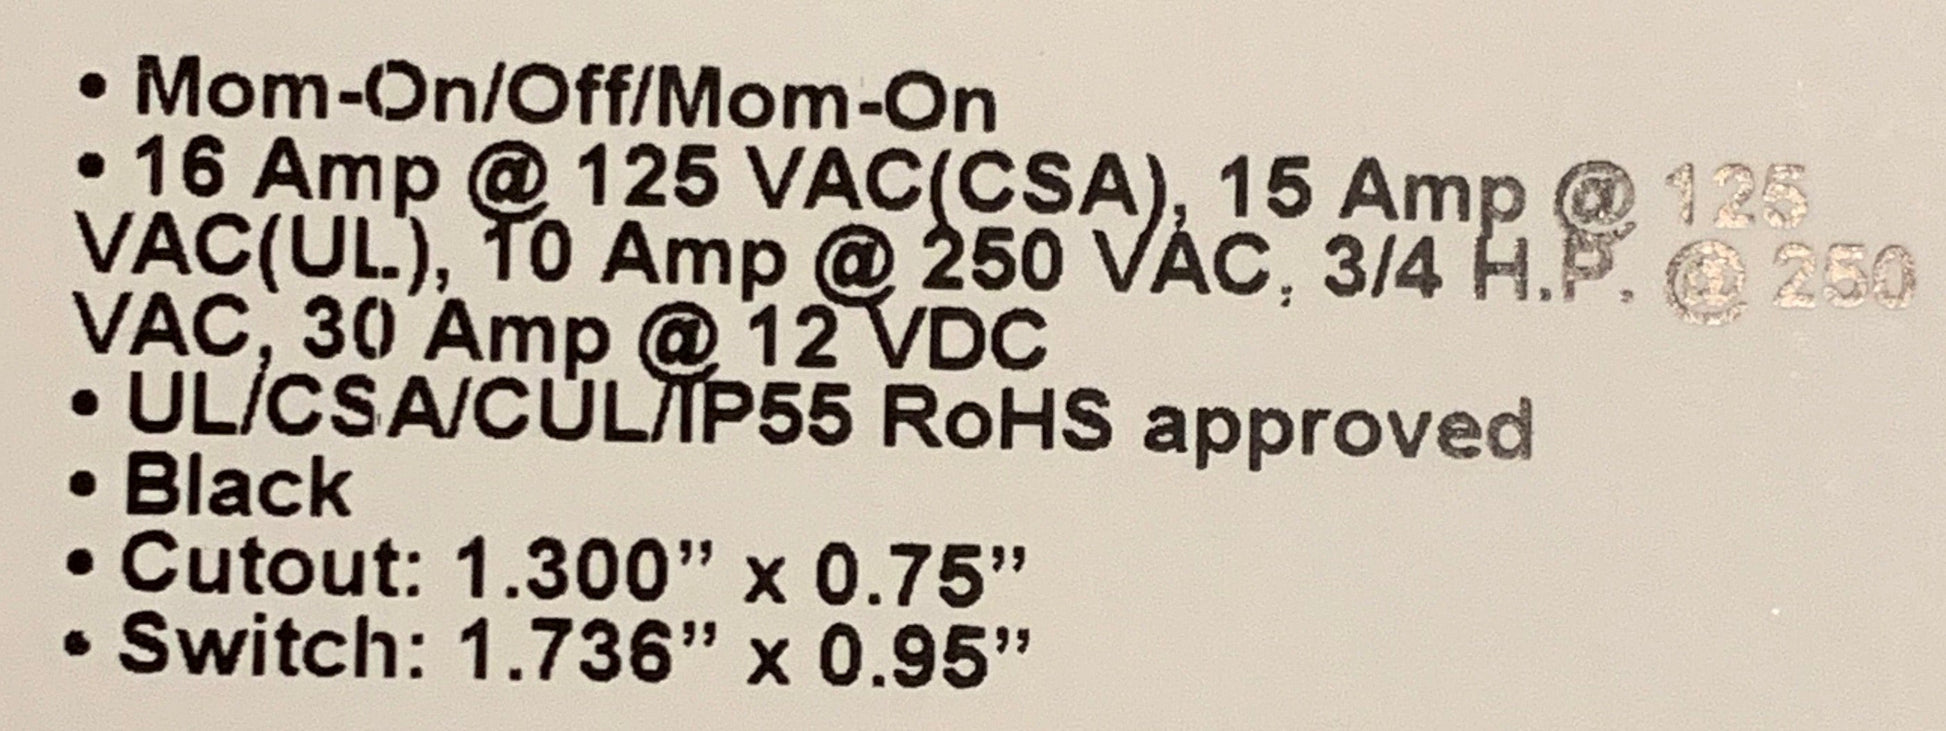 • Mom-On/Off/Mom-On
• 16 Amp @ 125 VAC(CSA), 15 Amp @ 125
VAC(UL), 10 Amp @ 250 VAC, 3/4 H.P. @ 250
VAC, 30 Amp @ 12 VDC
• UL/CSA/CUL/IP55 RoHS approved
• Black
• Cutout: 1.300” x 0.75”
• Switch: 1.736” x 0.95”